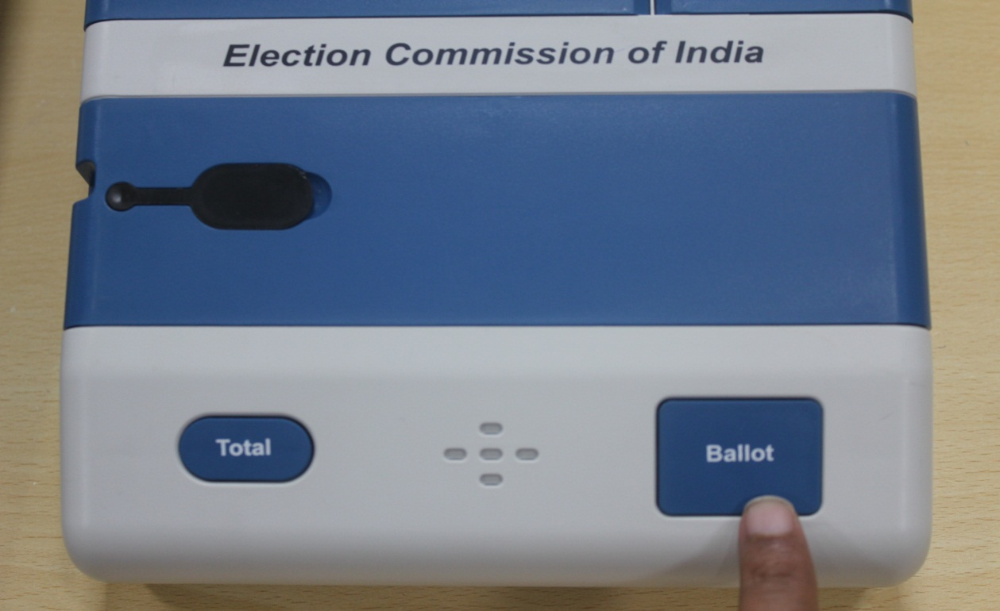 Election Commission of India
Total
Ballot